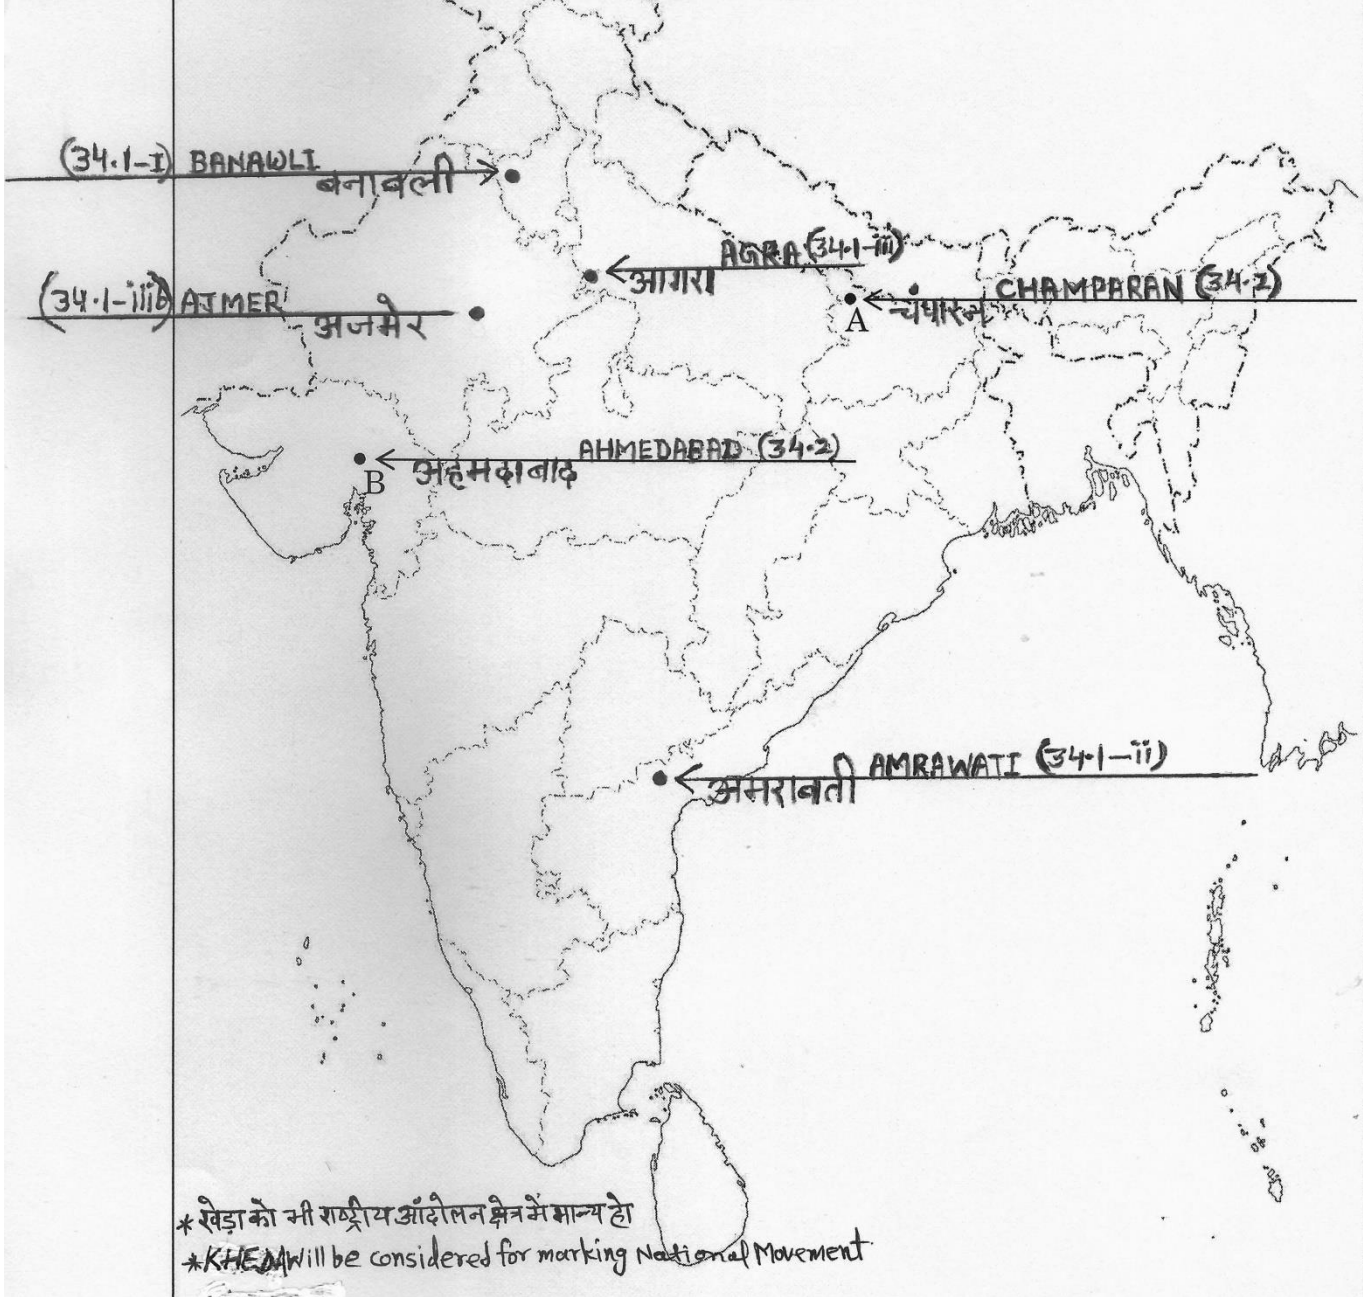 (34.1-I) BANAWLI
बनावली
AGRA (34.1-iii)
आगरा
CHAMPARAN (34.2)
A चंपारन
(34.1-iiib) AJMER
अजमेर
AHMEDABAD (34.2)
B अहमदाबाद
AMRAWATI (34.1-ii)
अमरावती
* खेड़ा को भी राष्ट्रीय आंदोलन क्षेत्र में मान्य हो
* KHEDA Will be considered for marking National Movement